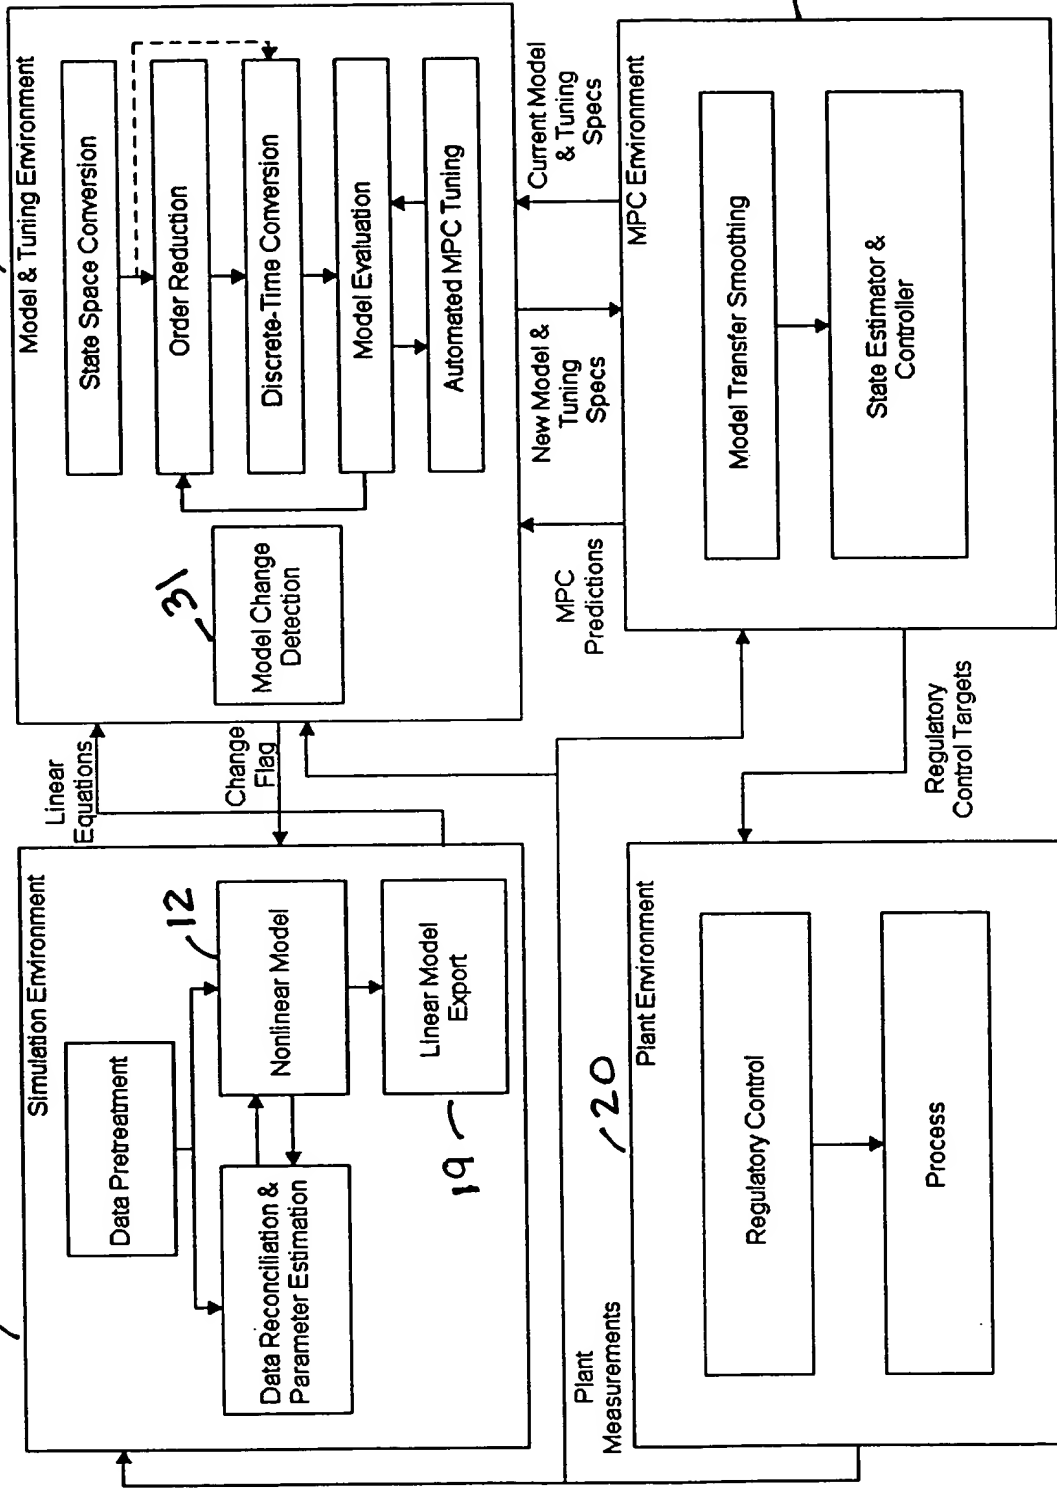 Simulation Environment
Data Pretreatment
Data Reconciliation &
Parameter Estimation
12
Nonlinear Model
19
Linear Model
Export
Linear
Equations
Change
Flag
Model & Tuning Environment
31
Model Change
Detection
State Space Conversion
Order Reduction
Discrete-Time Conversion
Model Evaluation
Automated MPC Tuning
Plant
Measurements
MPC
Predictions
New Model &
Tuning
Specs
Current Model
& Tuning
Specs
20
Plant Environment
Regulatory Control
Process
Regulatory
Control Targets
MPC Environment
Model Transfer Smoothing
State Estimator &
Controller